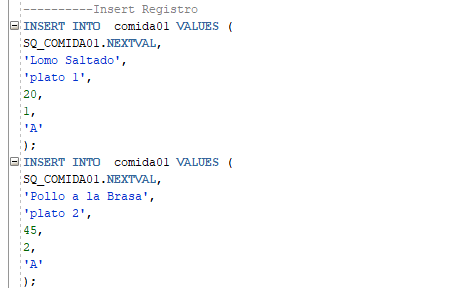 ----------Insert Registro
INSERT INTO  comida01 VALUES (
SQ_COMIDA01.NEXTVAL,
'Lomo Saltado',
'plato 1',
20,
1,
'A'
);
INSERT INTO  comida01 VALUES (
SQ_COMIDA01.NEXTVAL,
'Pollo a la Brasa',
'plato 2',
45,
2,
'A'
);